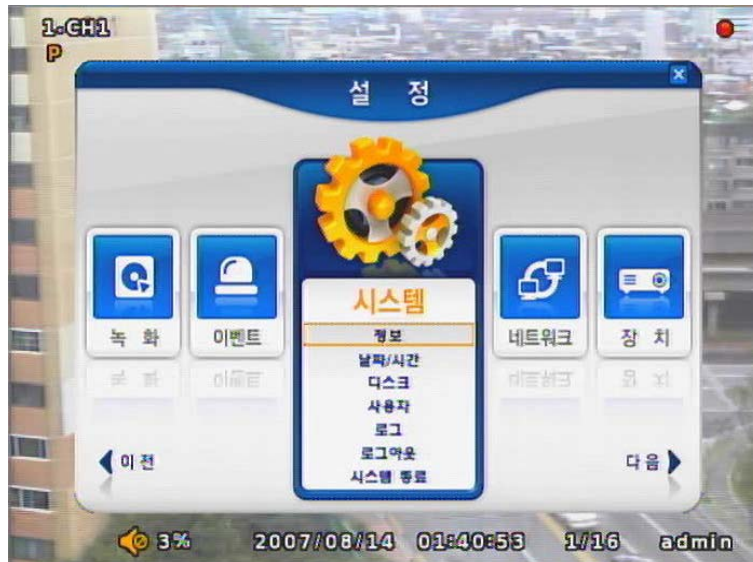 1.CH1
P
설 정
녹 화
이벤트
시스템
정보
날짜/시간
디스크
사용자
로그
로그아웃
시스템 종료
네트워크
장 치
이 전
다 음
3% 2007/08/14 01:40:53 1/16 admin